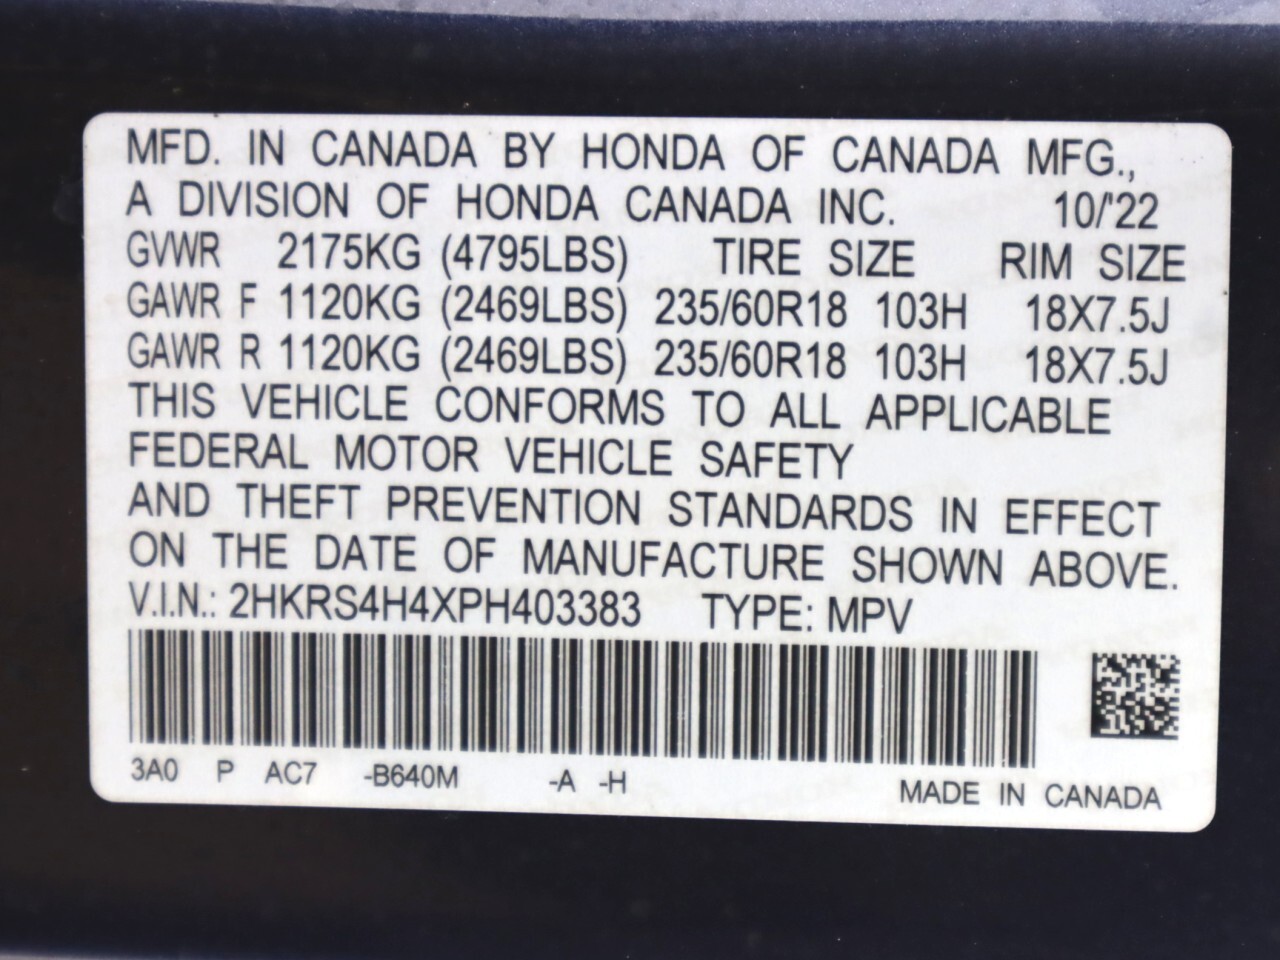 MFD. IN CANADA BY HONDA OF CANADA MFG.,
A DIVISION OF HONDA CANADA INC. 10/'22
GVWR 2175KG (4795LBS) TIRE SIZE RIM SIZE
GAWR F 1120KG (2469LBS) 235/60R18 103H 18X7.5J
GAWR R 1120KG (2469LBS) 235/60R18 103H 18X7.5J
THIS VEHICLE CONFORMS TO ALL APPLICABLE
FEDERAL MOTOR VEHICLE SAFETY
AND THEFT PREVENTION STANDARDS IN EFFECT
ON THE DATE OF MANUFACTURE SHOWN ABOVE.
V.I.N.: 2HKRS4H4XPH403383 TYPE: MPV
3A0 P AC7 -B640M -A -H
MADE IN CANADA